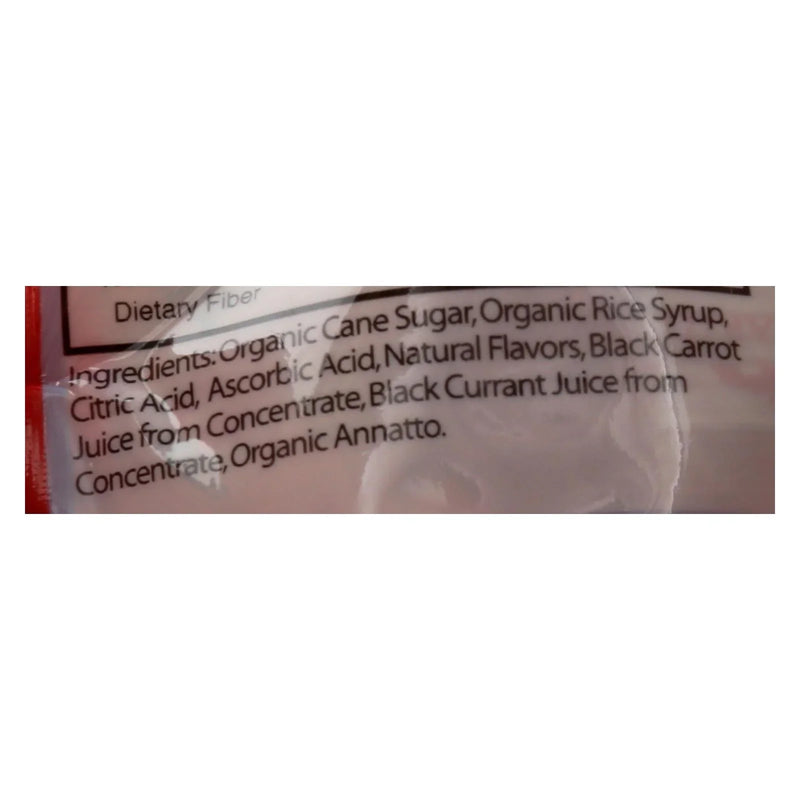 Dietary Fiber
Ingredients: Organic Cane Sugar, Organic Rice Syrup,
Citric Acid, Ascorbic Acid, Natural Flavors, Black Carrot
Juice from Concentrate, Black Currant Juice from
Concentrate, Organic Annatto.